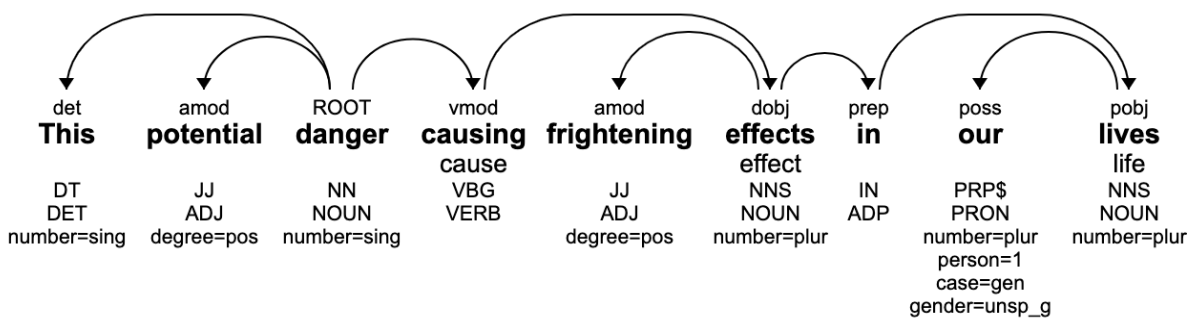 det amod ROOT vmod amod dobj prep poss pobj
This potential danger causing frightening effects in our lives
cause effect life
DT JJ NN VBG JJ NNS IN PRP$ NNS
DET ADJ NOUN VERB ADJ NOUN ADP PRON NOUN
number=sing degree=pos number=sing degree=pos number=plur number=plur number=plur
person=1
case=gen
gender=unsp_g